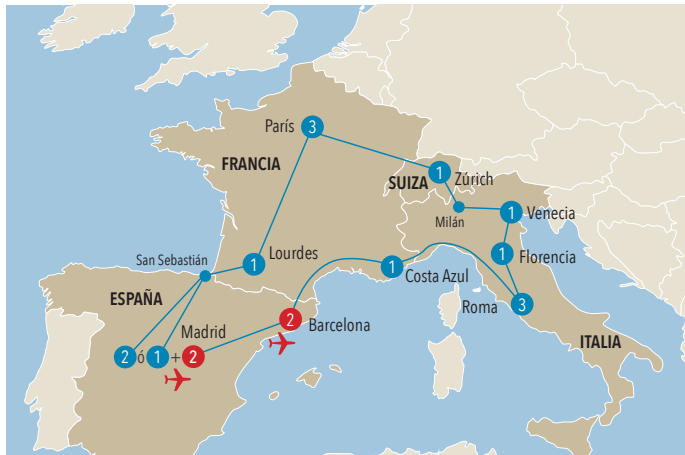 París
3
FRANCIA
SUIZA
1
Zúrich
Milán
1
Venecia
1
Florencia
San Sebastián
1
Lourdes
1
Costa Azul
Roma
3
ESPAÑA
Madrid
2
Barcelona
2 ó 1 + 2
ITALIA